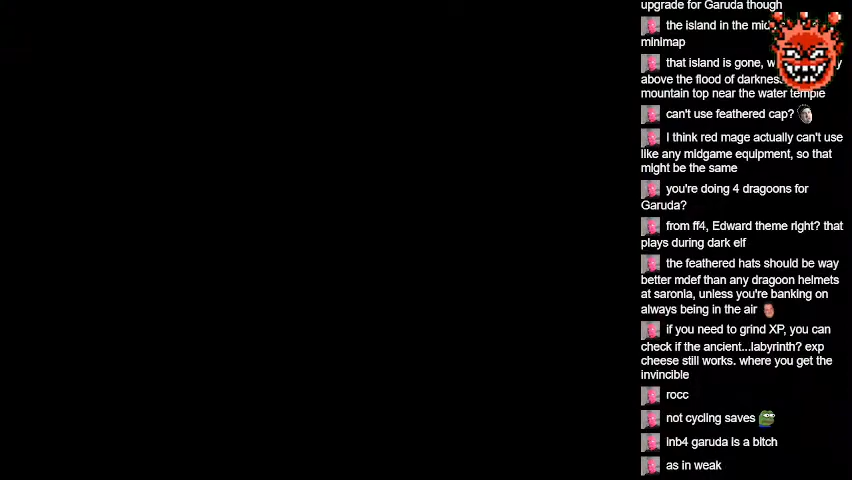 upgrade for Garuda though
the island in the mid
minimap
that island is gone, w
above the flood of darkness
mountain top near the water temple
can't use feathered cap?
I think red mage actually can't use
like any midgame equipment, so that
might be the same
you're doing 4 dragoons for
Garuda?
from ff4, Edward theme right? that
plays during dark elf
the feathered hats should be way
better mdef than any dragoon helmets
at saronia, unless you're banking on
always being in the air
if you need to grind XP, you can
check if the ancient...labyrinth? exp
cheese still works. where you get the
invincible
rocc
not cycling saves
inb4 garuda is a bitch
as in weak